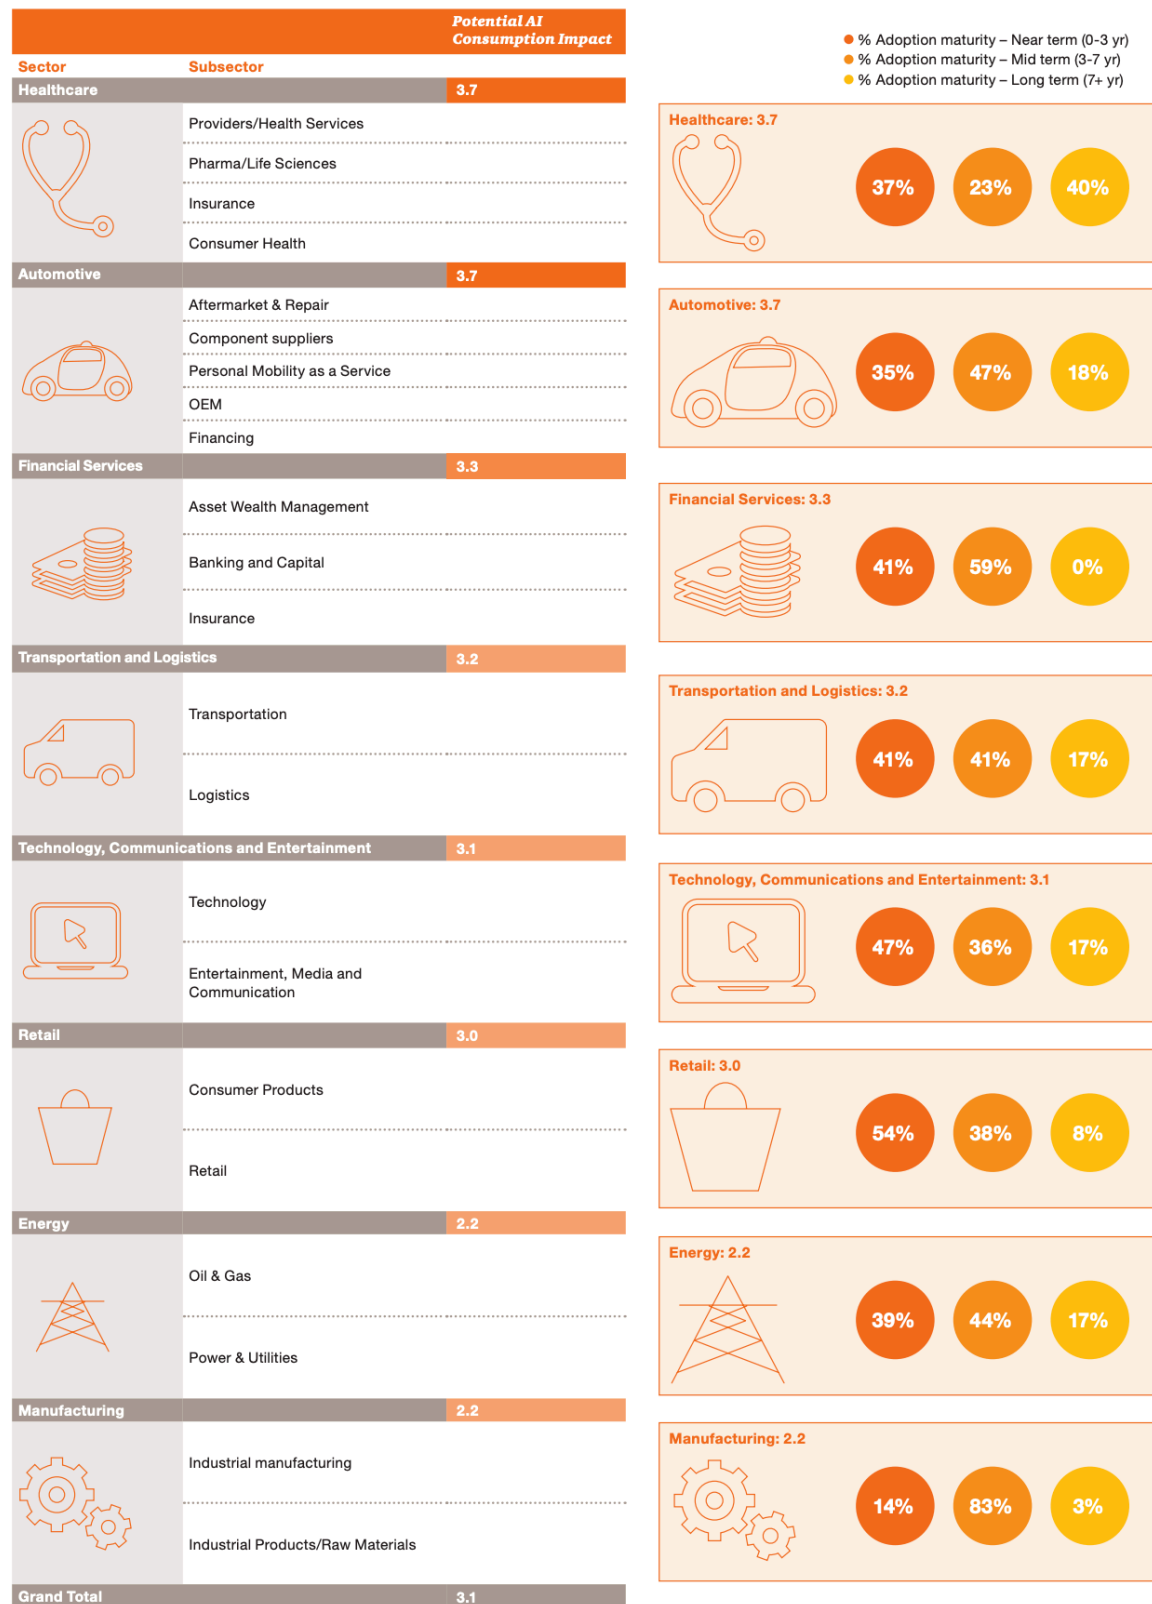 Potential AI
Consumption Impact
Sector Subsector
Healthcare 3.7
Providers/Health Services
Pharma/Life Sciences
Insurance
Consumer Health
Automotive 3.7
Aftermarket & Repair
Component suppliers
Personal Mobility as a Service
OEM
Financing
Financial Services 3.3
Asset Wealth Management
Banking and Capital
Insurance
Transportation and Logistics 3.2
Transportation
Logistics
Technology, Communications and Entertainment 3.1
Technology
Entertainment, Media and
Communication
Retail 3.0
Consumer Products
Retail
Energy 2.2
Oil & Gas
Power & Utilities
Manufacturing 2.2
Industrial manufacturing
Industrial Products/Raw Materials
Grand Total 3.1
% Adoption maturity – Near term (0-3 yr)
% Adoption maturity – Mid term (3-7 yr)
% Adoption maturity – Long term (7+ yr)
Healthcare: 3.7
37% 23% 40%
Automotive: 3.7
35% 47% 18%
Financial Services: 3.3
41% 59% 0%
Transportation and Logistics: 3.2
41% 41% 17%
Technology, Communications and Entertainment: 3.1
47% 36% 17%
Retail: 3.0
54% 38% 8%
Energy: 2.2
39% 44% 17%
Manufacturing: 2.2
14% 83% 3%